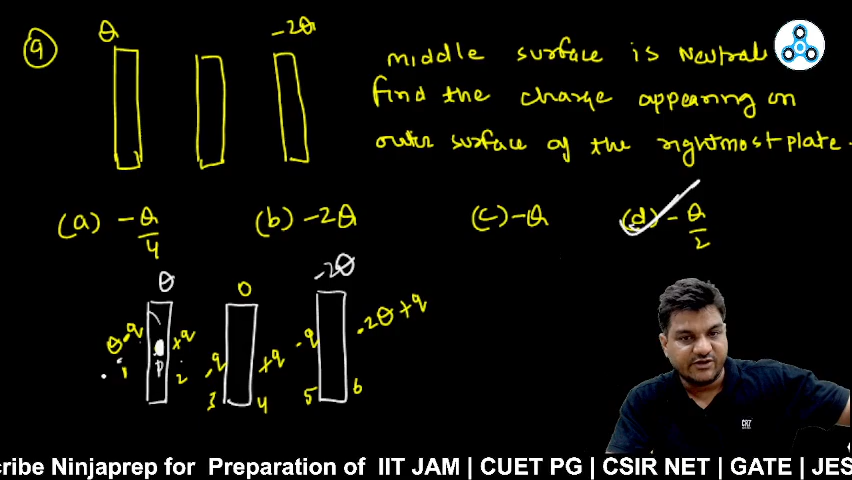 9 Q -2Q
middle surface is Neutral
find the charge appearing on
outer surface of the rightmost plate.
(a) -Q/4 (b) -2Q (c) -Q (d) -Q/2
Q 0 -2Q
Q-q +q -q +q -q -2Q+q
1 P 2 3 4 5 6
cribe Ninjaprep for Preparation of IIT JAM | CUET PG | CSIR NET | GATE | JES